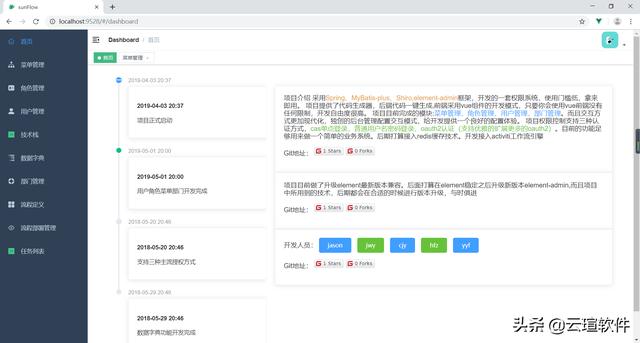 sunFlow
localhost:9528/#/dashboard
首页
Dashboard / 首页
首页
菜单管理
菜单管理
角色管理
用户管理
技术栈
数据字典
部门管理
流程定义
流程部署管理
任务列表
2019-04-03 20:37
2019-04-03 20:37
项目正式启动
2019-05-01 20:00
2019-05-01 20:00
用户角色菜单部门开发完成
2018-05-20 20:46
2018-05-20 20:46
支持三种主流授权方式
2018-05-29 20:46
2018-05-29 20:46
数据字典功能开发完成
项目介绍 采用Spring、MyBatis-plus、Shiro,element-admin框架，开发的一套权限系统，使用门槛低，拿来
即用。 项目提供了代码生成器，后端代码一键生成,前端采用vue组件的开发模式，只要你会使用vue前端没有
任何限制，开发自由度很高。 项目目前完成的模块:菜单管理、角色管理、用户管理、部门管理。而且交互方
式更加现代化、独创的后台管理配置交互模式，给开发提供一个良好的配置体验。 项目权限控制支持三种认
证方式，cas单点登录，普通用户名密码登录，oauth2认证（支持优雅的扩展更多的oauth2）。目前的功能足
够用来做一个简单的业务系统。后期打算接入redis缓存技术。开发接入activiti工作流引擎
Git地址： 1 Stars 0 Forks
项目目前做了升级element最新版本兼容。后面打算在element稳定之后升级新版本element-admin,而且项目
中所用到的技术，后期都会在合适的时候进行版本升级，与时俱进
Git地址： 1 Stars 0 Forks
开发人员： jason jwy cjy hfz yyf
Git地址： 1 Stars 0 Forks
头条 @云瑄软件